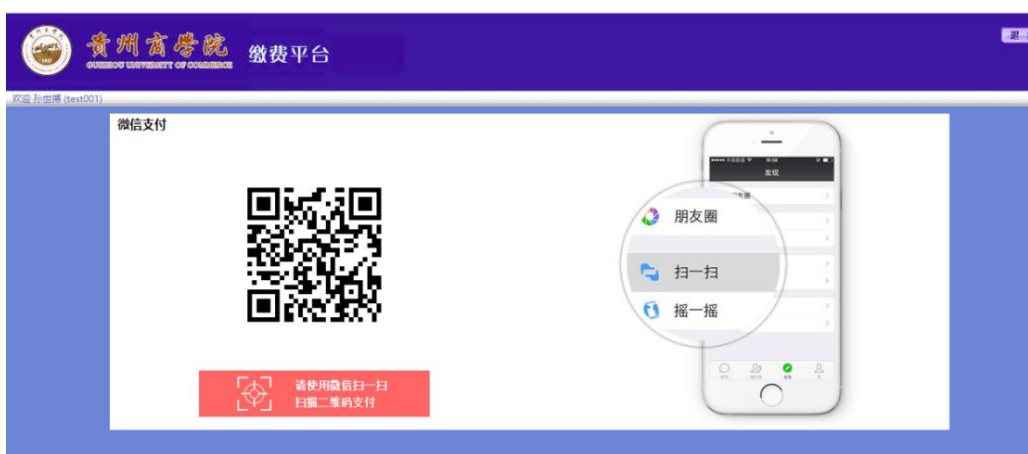 贵州商学院
GUIZHOU UNIVERSITY OF COMMERCE
缴费平台
退
欢迎 孙世博 (test001)
微信支付
发现
朋友圈
扫一扫
摇一摇
请使用微信扫一扫
扫描二维码支付